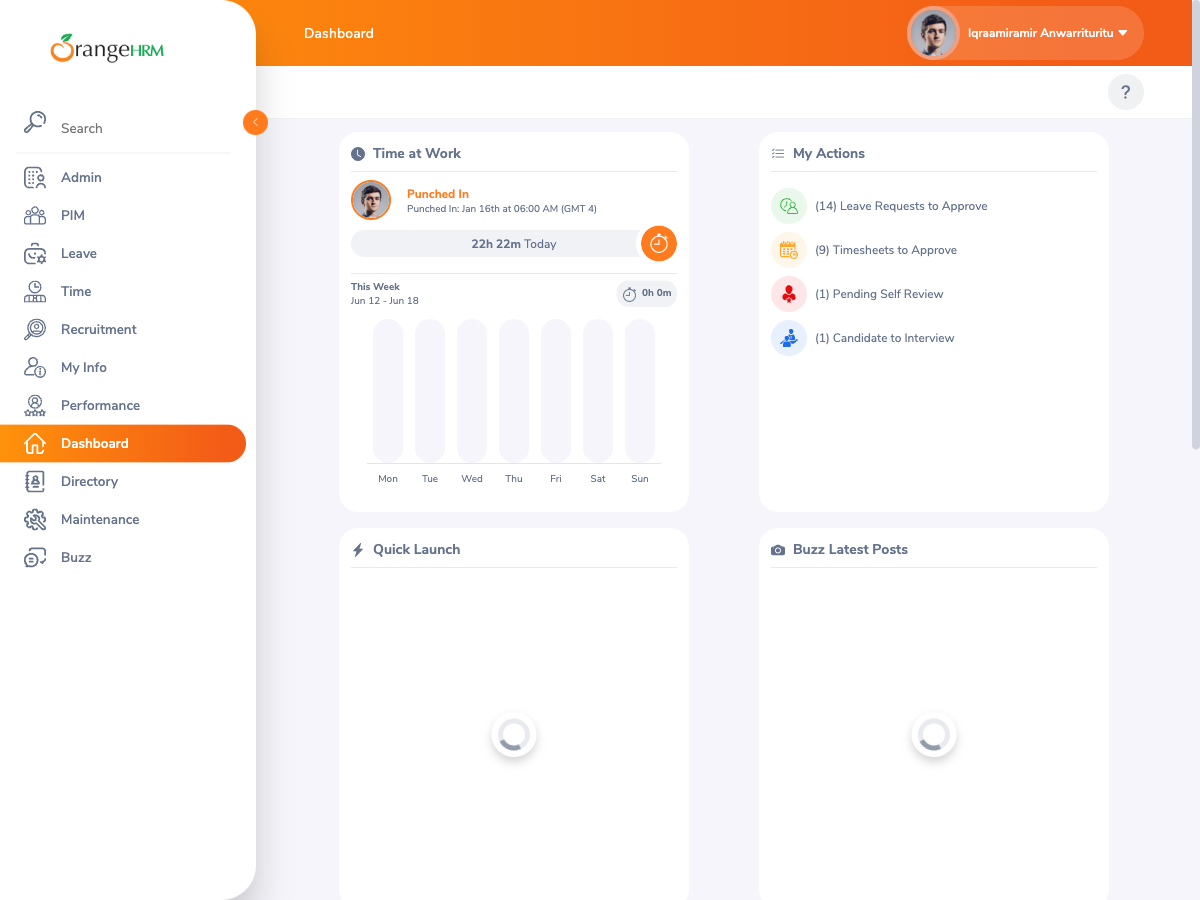 OrangeHRM
Search
Admin
PIM
Leave
Time
Recruitment
My Info
Performance
Dashboard
Directory
Maintenance
Buzz
Dashboard
Iqraamiramir Anwarrituritu
?
Time at Work
Punched In
Punched In: Jan 16th at 06:00 AM (GMT 4)
22h 22m Today
This Week
Jun 12 - Jun 18
0h 0m
Mon Tue Wed Thu Fri Sat Sun
My Actions
(14) Leave Requests to Approve
(9) Timesheets to Approve
(1) Pending Self Review
(1) Candidate to Interview
Quick Launch
Buzz Latest Posts